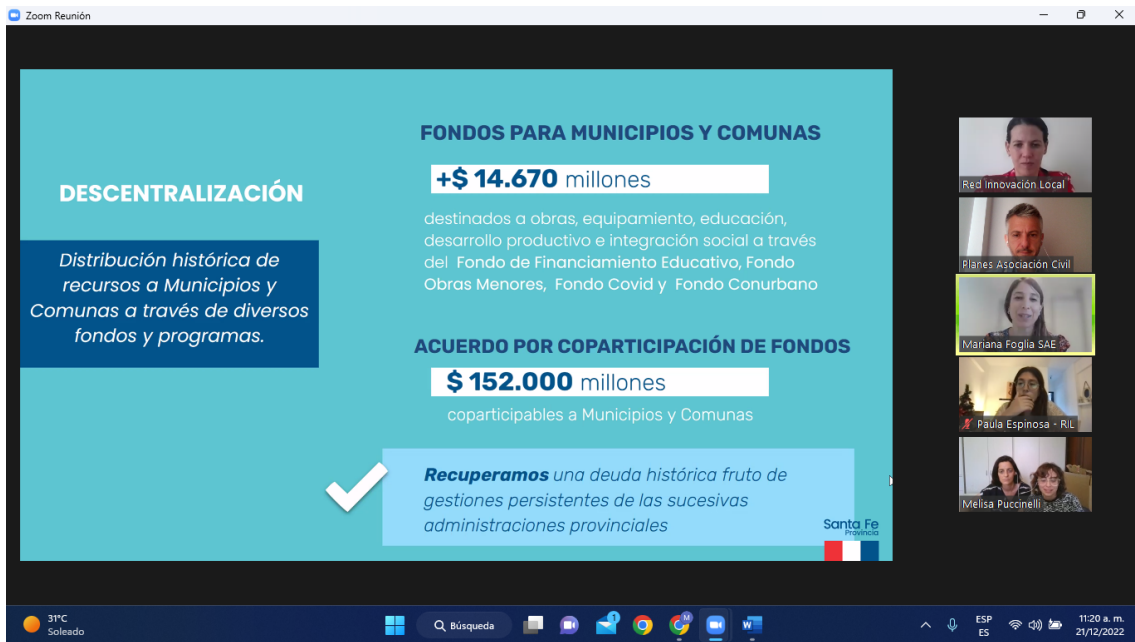 Zoom Reunión
DESCENTRALIZACIÓN
Distribución histórica de
recursos a Municipios y
Comunas a través de diversos
fondos y programas.
FONDOS PARA MUNICIPIOS Y COMUNAS
+$ 14.670 millones
destinados a obras, equipamiento, educación,
desarrollo productivo e integración social a través
del Fondo de Financiamiento Educativo, Fondo
Obras Menores, Fondo Covid y Fondo Conurbano
ACUERDO POR COPARTICIPACIÓN DE FONDOS
$ 152.000 millones
coparticipables a Municipios y Comunas
Recuperamos una deuda histórica fruto de
gestiones persistentes de las sucesivas
administraciones provinciales
Santa Fe
Provincia
Red Innovación Local
Planes Asociación Civil
Mariana Foglia SAE
Paula Espinosa - RIL
Melisa Puccinelli
31°C
Soleado
Búsqueda
1
M
W
ESP
ES
11:20 a. m.
21/12/2022